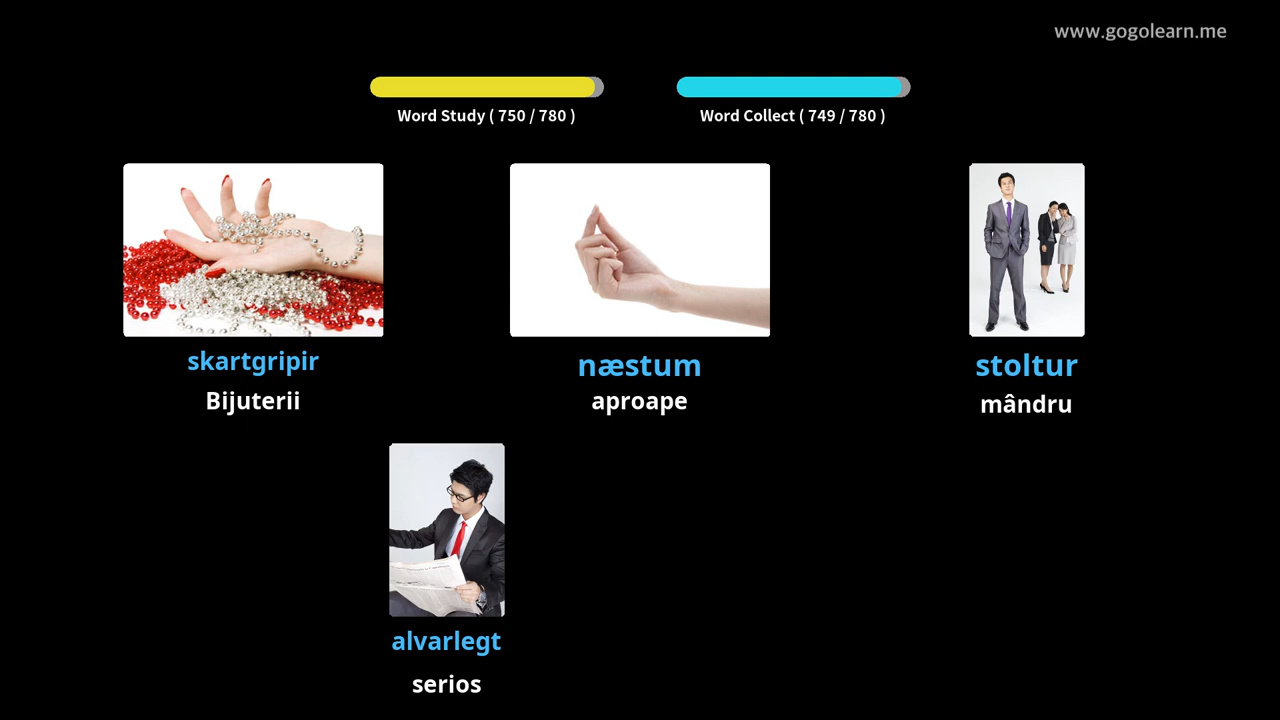 www.gogolearn.me
Word Study ( 750 / 780 )
Word Collect ( 749 / 780 )
skartgripir
Bijuterii
næstum
aproape
stoltur
mândru
alvarlegt
serios